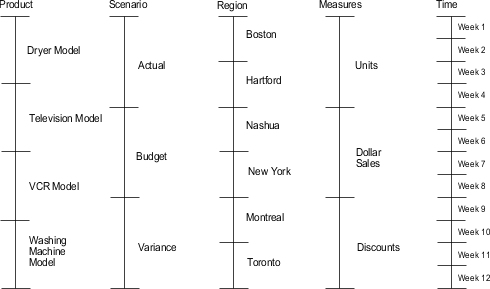 Product
Scenario
Region
Measures
Time
Dryer Model
Television Model
VCR Model
Washing
Machine
Model
Actual
Budget
Variance
Boston
Hartford
Nashua
New York
Montreal
Toronto
Units
Dollar
Sales
Discounts
Week 1
Week 2
Week 3
Week 4
Week 5
Week 6
Week 7
Week 8
Week 9
Week 10
Week 11
Week 12